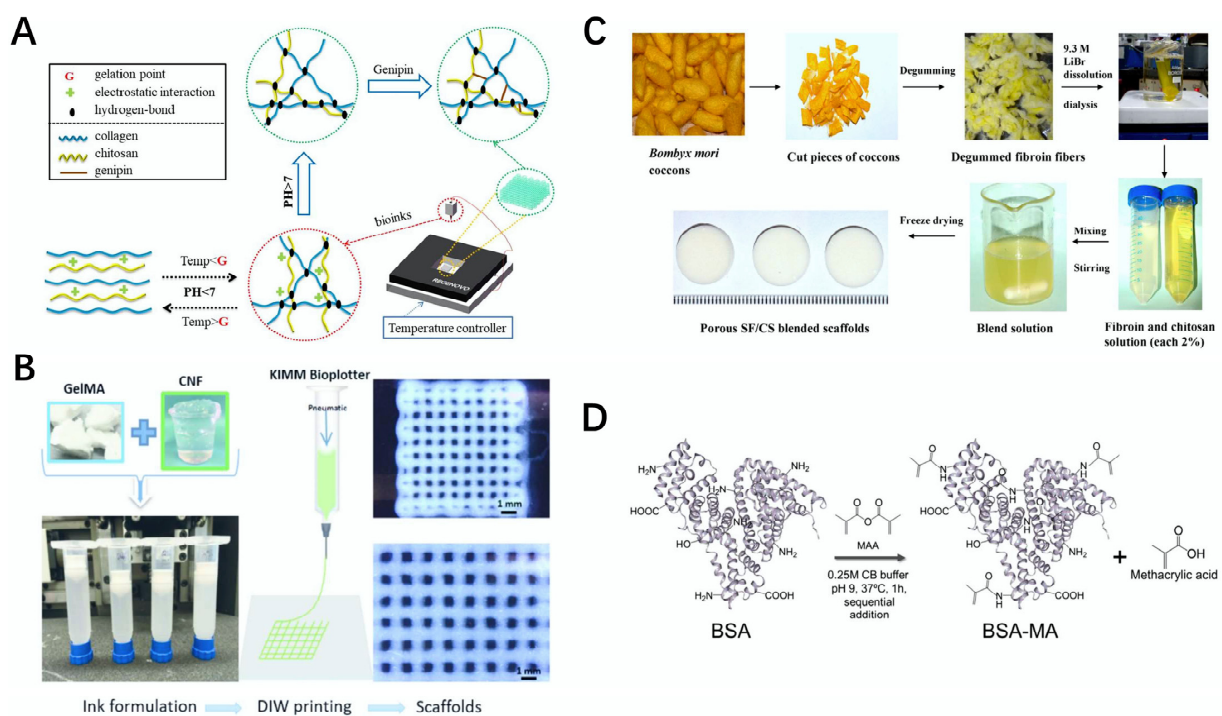 A
G gelation point
+ electrostatic interaction
hydrogen-bond
collagen
chitosan
genipin
Genipin
PH>7
bioinks
Temp<G
PH<7
Temp>G
REGENOVO
Temperature controller
B
GelMA
CNF
KIMM Bioplotter
Pneumatic
1 mm
1 mm
Ink formulation
DIW printing
Scaffolds
C
Bombyx mori
coccons
Cut pieces of coccons
Degumming
Degummed fibroin fibers
9.3 M
LiBr
dissolution
dialysis
Fibroin and chitosan
solution (each 2%)
Mixing
Stirring
Blend solution
Freeze drying
Porous SF/CS blended scaffolds
D
H₂N
NH₂
H₂N
HOOC
NH₂
HO
NH₂
H₂N
COOH
BSA
O O
O
MAA
0.25M CB buffer
pH 9, 37ºC, 1h,
sequential
addition
O
N
H
O
N
H
HOOC
O
N
H
O
N
H
HO
NH₂
O
N
H
COOH
BSA-MA
+
O
OH
Methacrylic acid